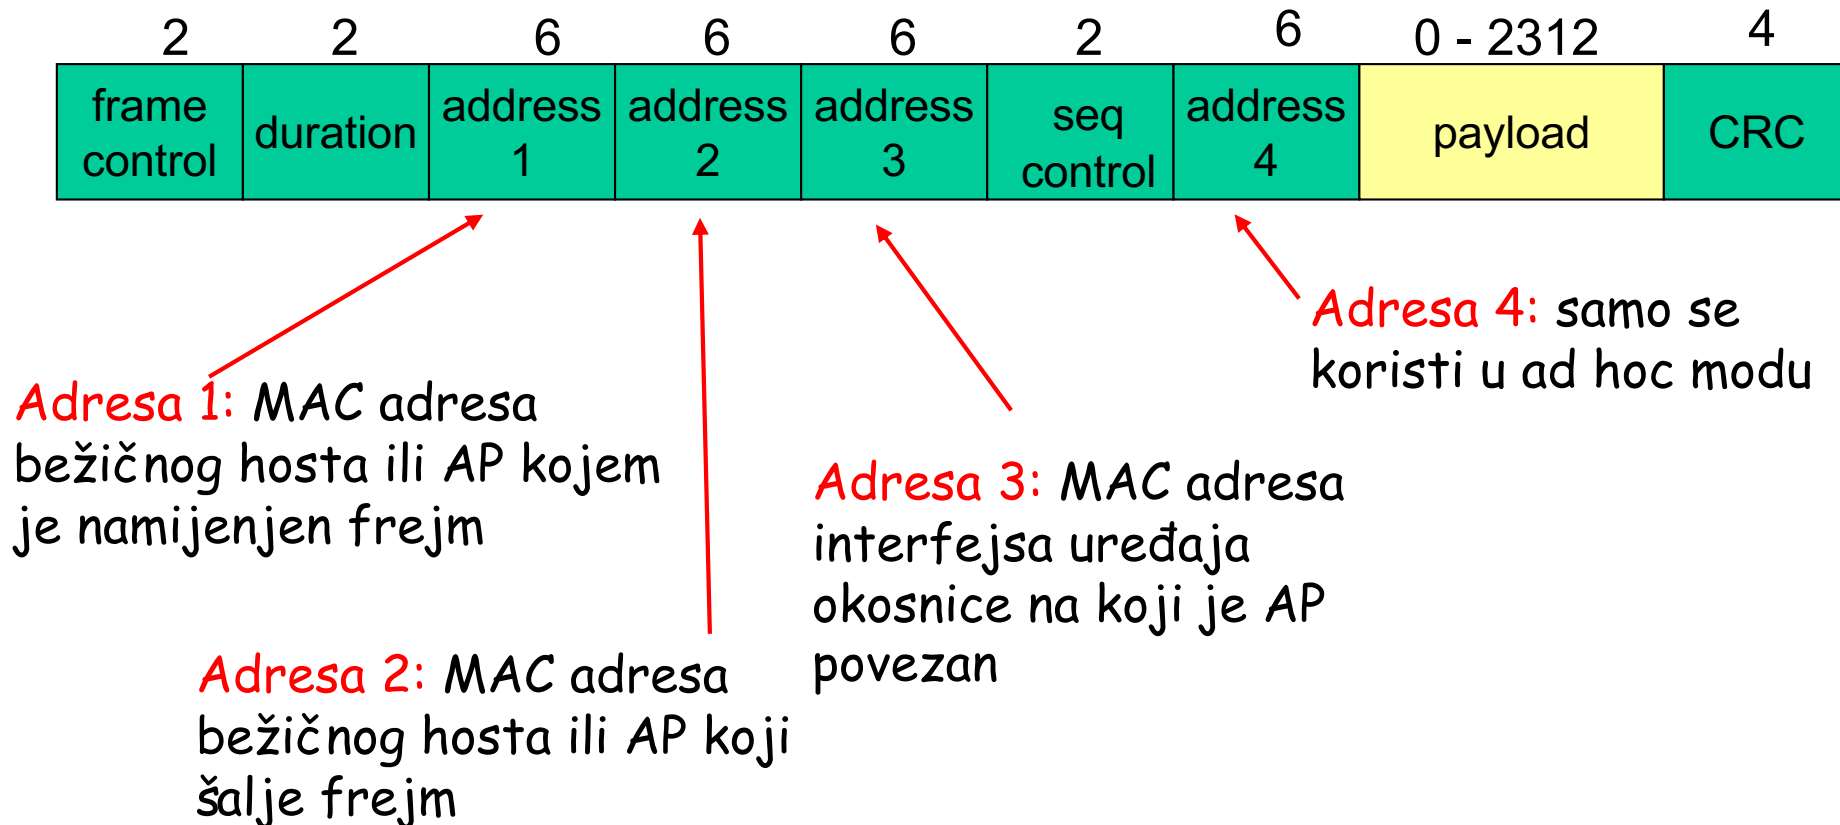 2 2 6 6 6 2 6 0 - 2312 4
frame control
duration
address 1
address 2
address 3
seq control
address 4
payload
CRC
Adresa 4: samo se
koristi u ad hoc modu
Adresa 1: MAC adresa
bežičnog hosta ili AP kojem
je namijenjen frejm
Adresa 3: MAC adresa
interfejsa uređaja
okosnice na koji je AP
povezan
Adresa 2: MAC adresa
bežičnog hosta ili AP koji
šalje frejm